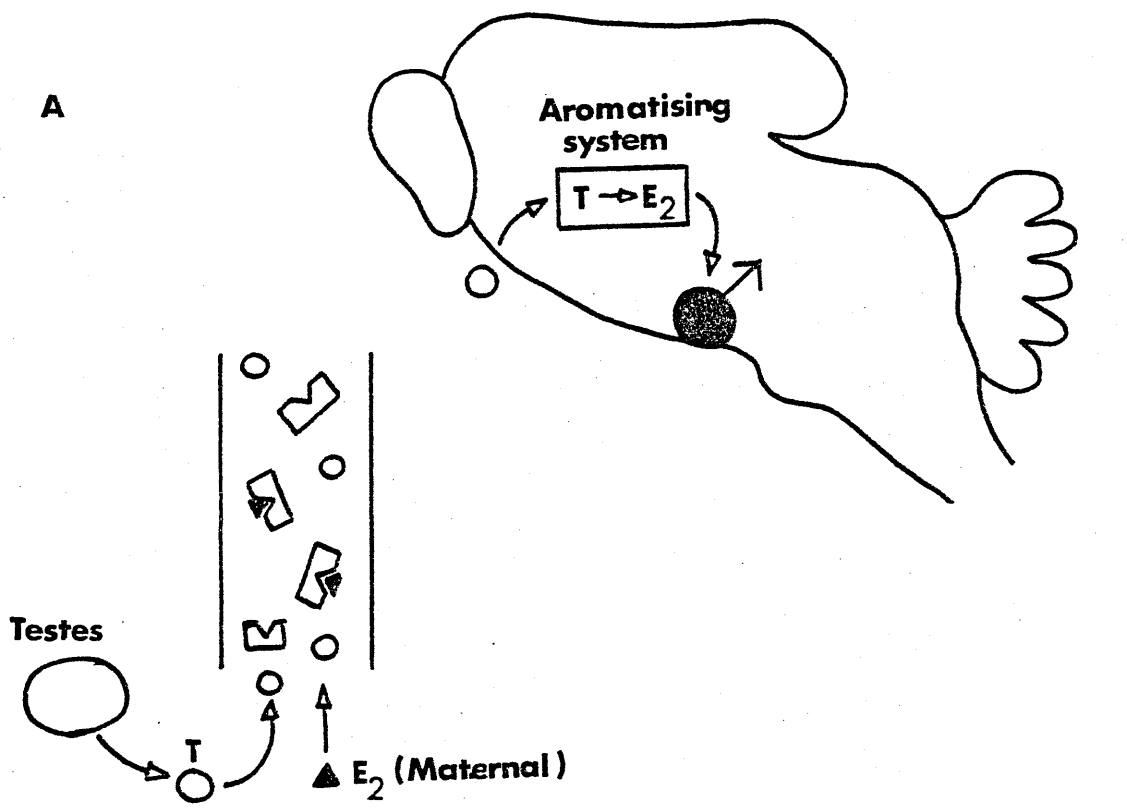 A
Aromatising
system
T → E2
Testes
T
E2 (Maternal)